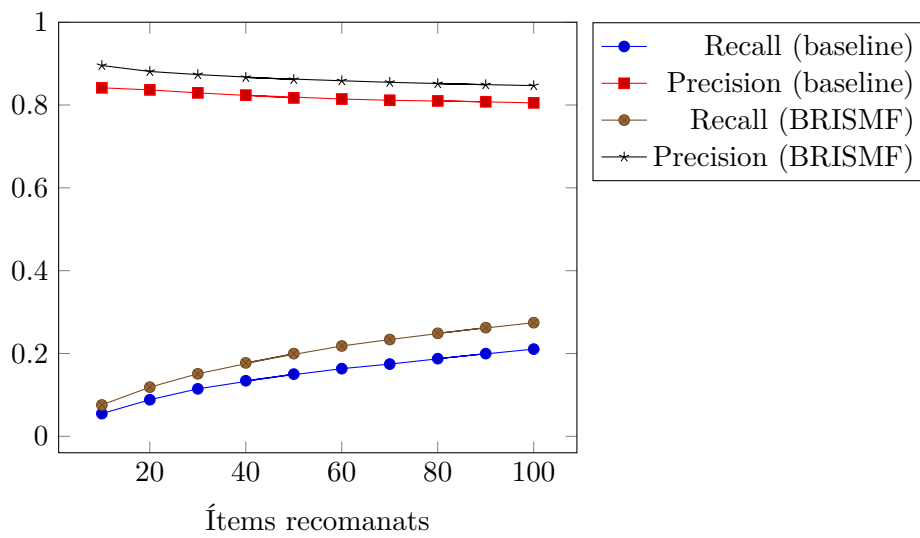 1
0.8
0.6
0.4
0.2
0
20 40 60 80 100
Ítems recomanats
Recall (baseline)
Precision (baseline)
Recall (BRISMF)
Precision (BRISMF)